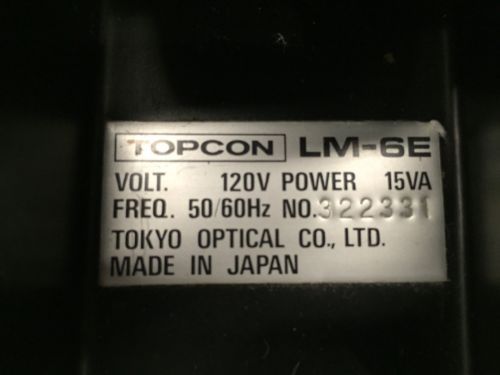 TOPCON LM-6E
VOLT. 120V POWER 15VA
FREQ. 50/60Hz NO. 322331
TOKYO OPTICAL CO., LTD.
MADE IN JAPAN